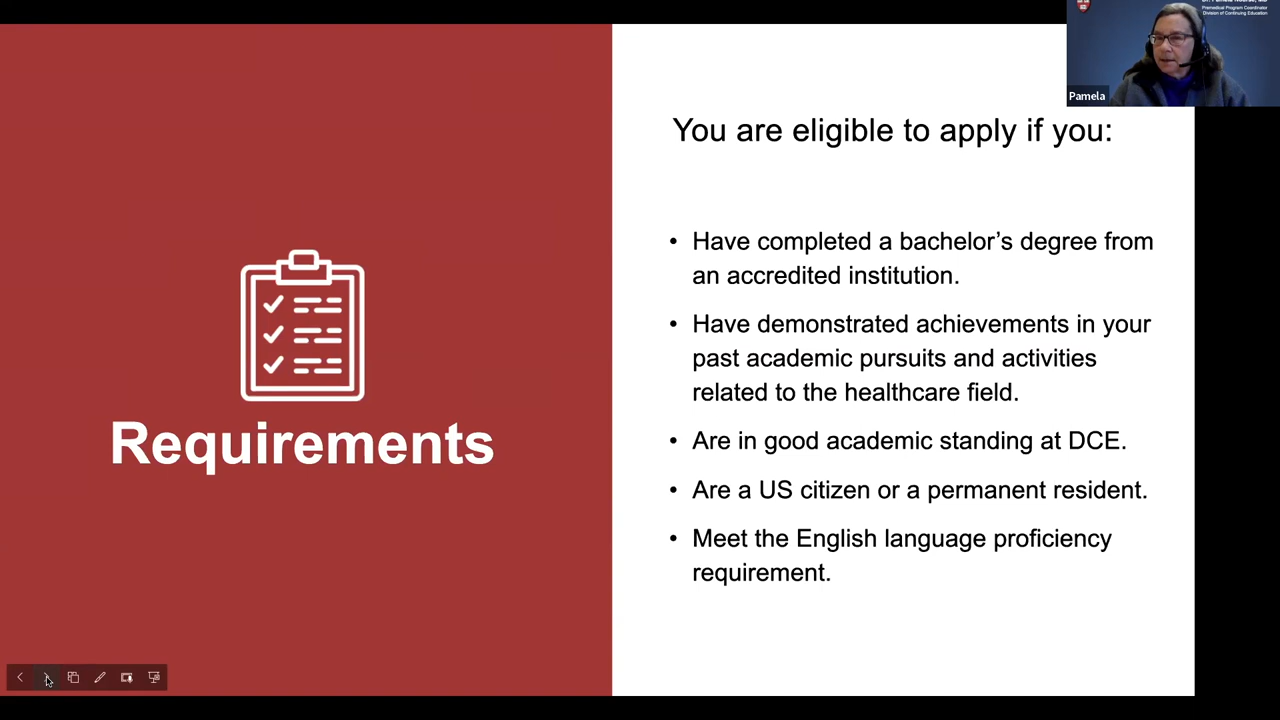 Premedical Program Coordinator
Division of Continuing Education
Pamela
You are eligible to apply if you:
• Have completed a bachelor’s degree from
an accredited institution.
• Have demonstrated achievements in your
past academic pursuits and activities
related to the healthcare field.
• Are in good academic standing at DCE.
• Are a US citizen or a permanent resident.
• Meet the English language proficiency
requirement.
Requirements